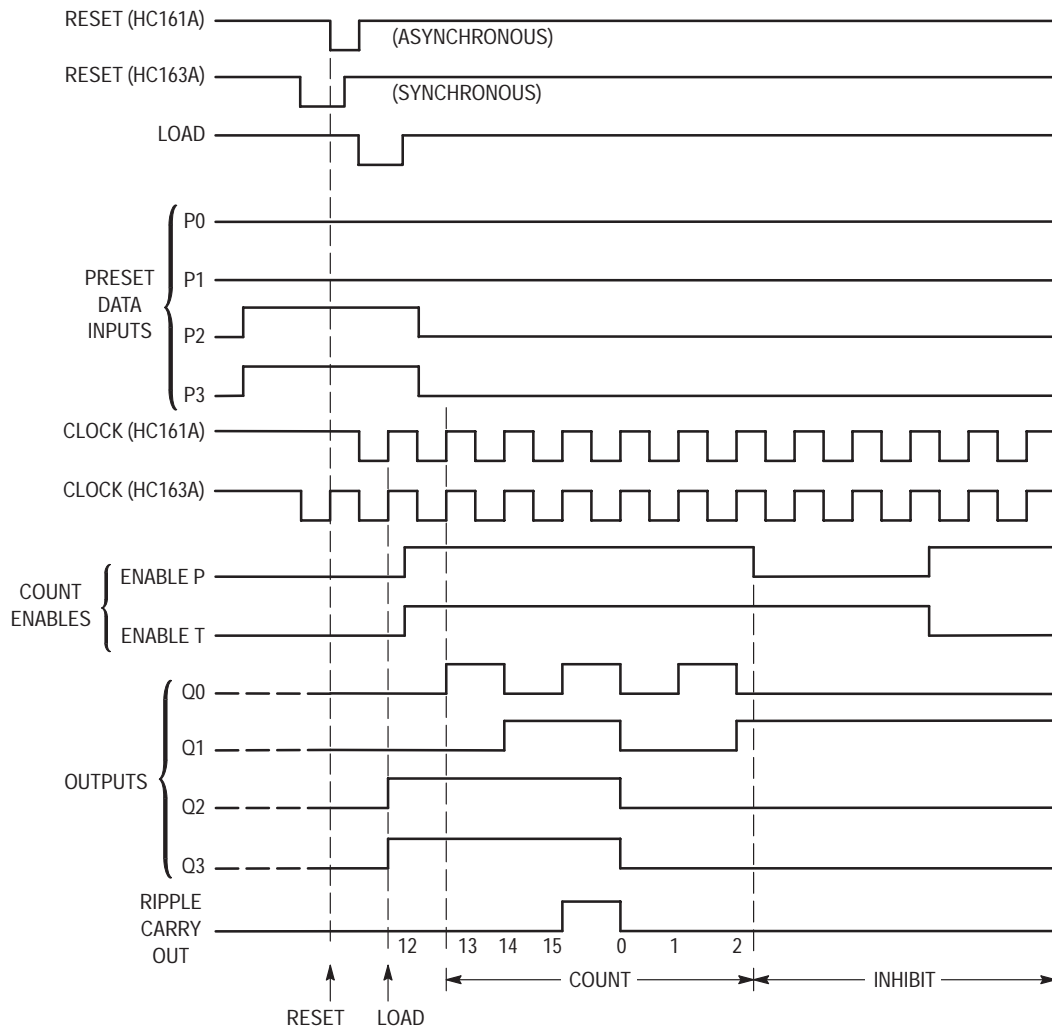 RESET (HC161A)
(ASYNCHRONOUS)
RESET (HC163A)
(SYNCHRONOUS)
LOAD
P0
P1
PRESET
DATA
INPUTS
P2
P3
CLOCK (HC161A)
CLOCK (HC163A)
ENABLE P
COUNT
ENABLES
ENABLE T
Q0
Q1
OUTPUTS
Q2
Q3
RIPPLE
CARRY
OUT
12 13 14 15 0 1 2
COUNT INHIBIT
RESET LOAD